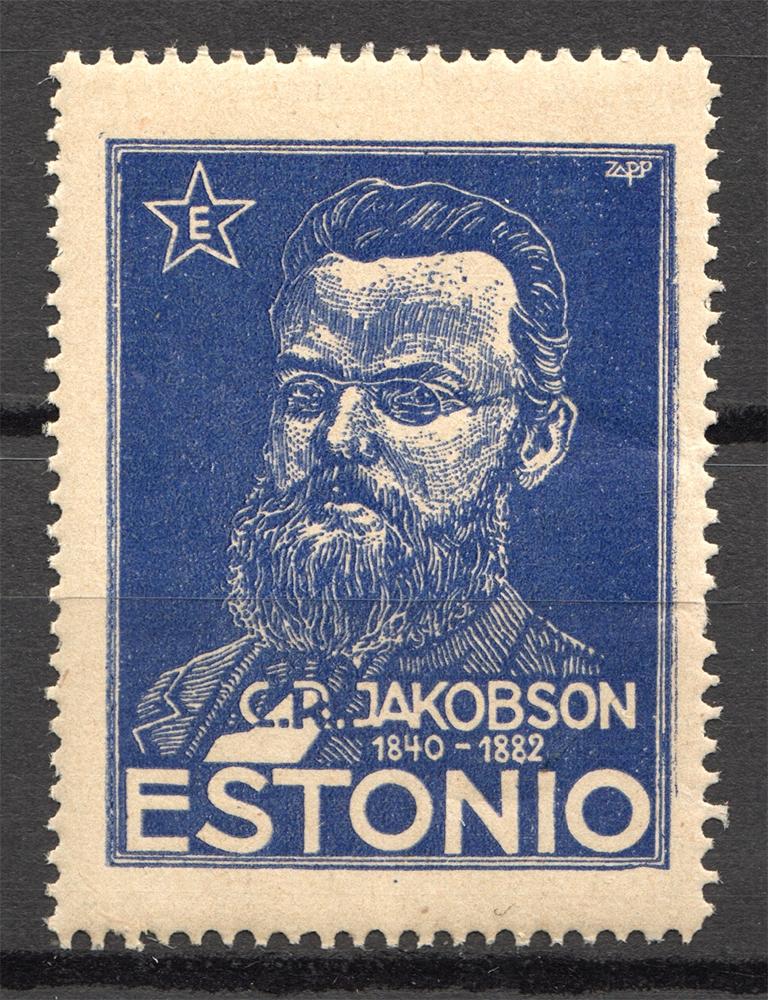 ZAPP
E
C.R. JAKOBSON
1840 - 1882
ESTONIO